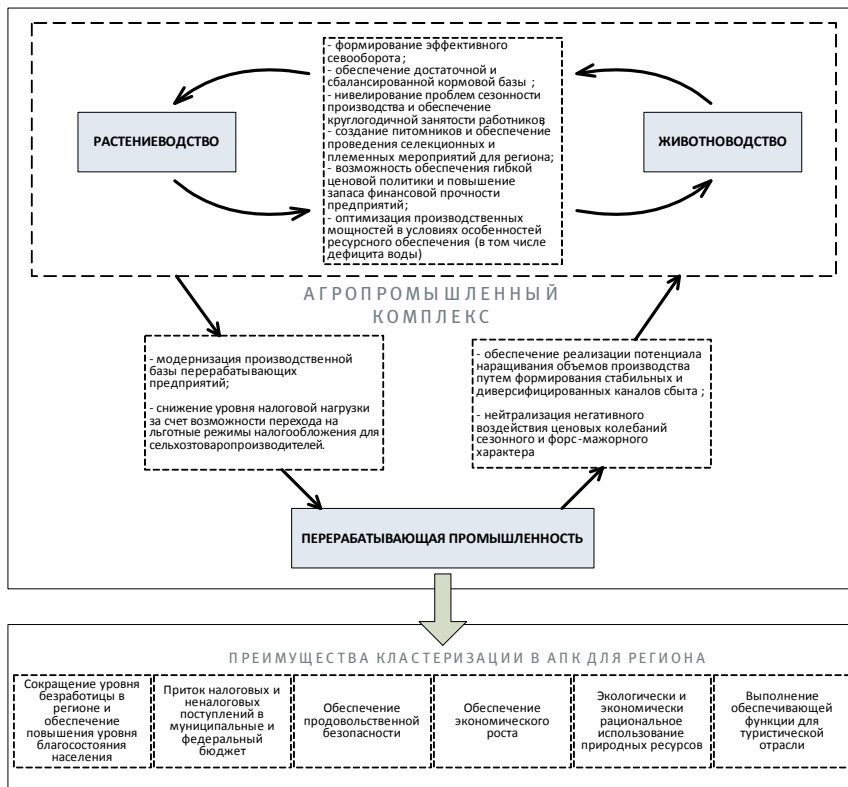 - формирование эффективного
севооборота;
- обеспечение достаточной и
сбалансированной кормовой базы ;
- нивелирование проблем сезонности
производства и обеспечение
круглогодичной занятости работников;
- создание питомников и обеспечение
проведения селекционных и
племенных мероприятий для региона;
- возможность обеспечения гибкой
ценовой политики и повышение
запаса финансовой прочности
предприятий;
- оптимизация производственных
мощностей в условиях особенностей
ресурсного обеспечения (в том числе
дефицита воды)
РАСТЕНИЕВОДСТВО
ЖИВОТНОВОДСТВО
АГРОПРОМЫШЛЕННЫЙ
КОМПЛЕКС
- модернизация производственной
базы перерабатывающих
предприятий;
- снижение уровня налоговой нагрузки
за счет возможности перехода на
льготные режимы налогообложения для
сельхозтоваропроизводителей.
- обеспечение реализации потенциала
наращивания объемов производства
путем формирования стабильных и
диверсифицированных каналов сбыта ;
- нейтрализация негативного
воздействия ценовых колебаний
сезонного и форс-мажорного
характера
ПЕРЕРАБАТЫВАЮЩАЯ ПРОМЫШЛЕННОСТЬ
ПРЕИМУЩЕСТВА КЛАСТЕРИЗАЦИИ В АПК ДЛЯ РЕГИОНА
Сокращение уровня
безработицы в
регионе и
обеспечение
повышения уровня
благосостояния
населения
Приток налоговых и
неналоговых
поступлений в
муниципальные и
федеральный
бюджет
Обеспечение
продовольственной
безопасности
Обеспечение
экономического
роста
Экологически и
экономически
рациональное
использование
природных ресурсов
Выполнение
обеспечивающей
функции для
туристической
отрасли